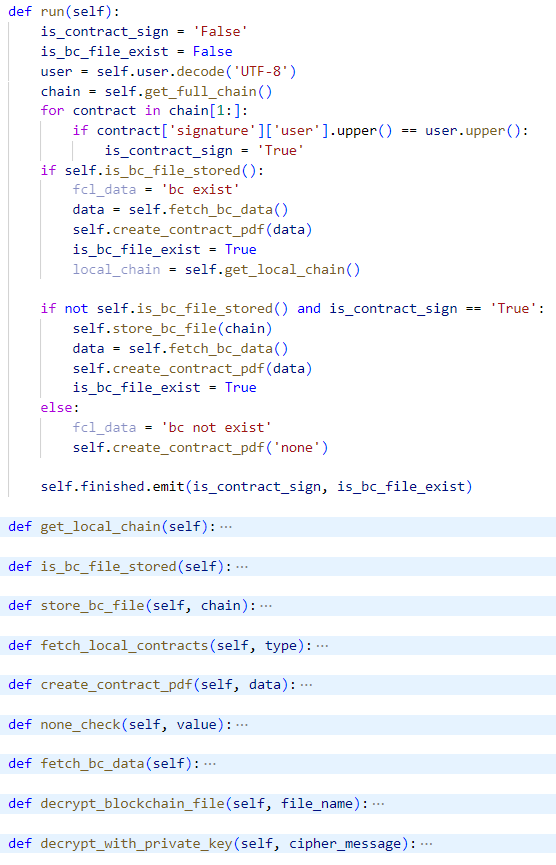 def run(self):
    is_contract_sign = 'False'
    is_bc_file_exist = False
    user = self.user.decode('UTF-8')
    chain = self.get_full_chain()
    for contract in chain[1:]:
        if contract['signature']['user'].upper() == user.upper():
            is_contract_sign = 'True'
    if self.is_bc_file_stored():
        fcl_data = 'bc exist'
        data = self.fetch_bc_data()
        self.create_contract_pdf(data)
        is_bc_file_exist = True
        local_chain = self.get_local_chain()

    if not self.is_bc_file_stored() and is_contract_sign == 'True':
        self.store_bc_file(chain)
        data = self.fetch_bc_data()
        self.create_contract_pdf(data)
        is_bc_file_exist = True
    else:
        fcl_data = 'bc not exist'
        self.create_contract_pdf('none')

    self.finished.emit(is_contract_sign, is_bc_file_exist)

def get_local_chain(self): ···

def is_bc_file_stored(self): ···

def store_bc_file(self, chain): ···

def fetch_local_contracts(self, type): ···

def create_contract_pdf(self, data): ···

def none_check(self, value): ···

def fetch_bc_data(self): ···

def decrypt_blockchain_file(self, file_name): ···

def decrypt_with_private_key(self, cipher_message): ···